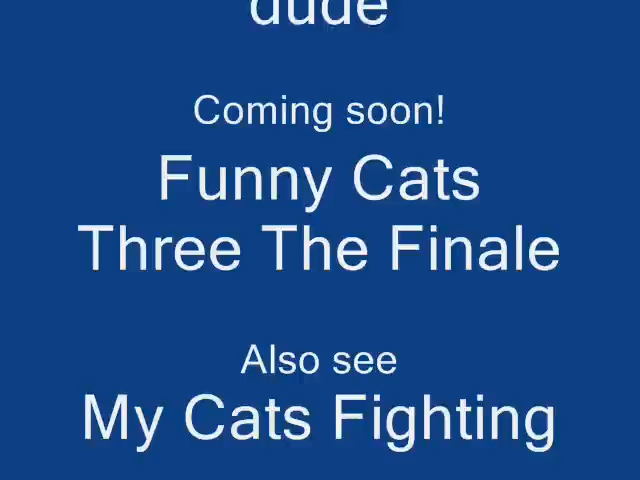 dude
Coming soon!
Funny Cats
Three The Finale
Also see
My Cats Fighting